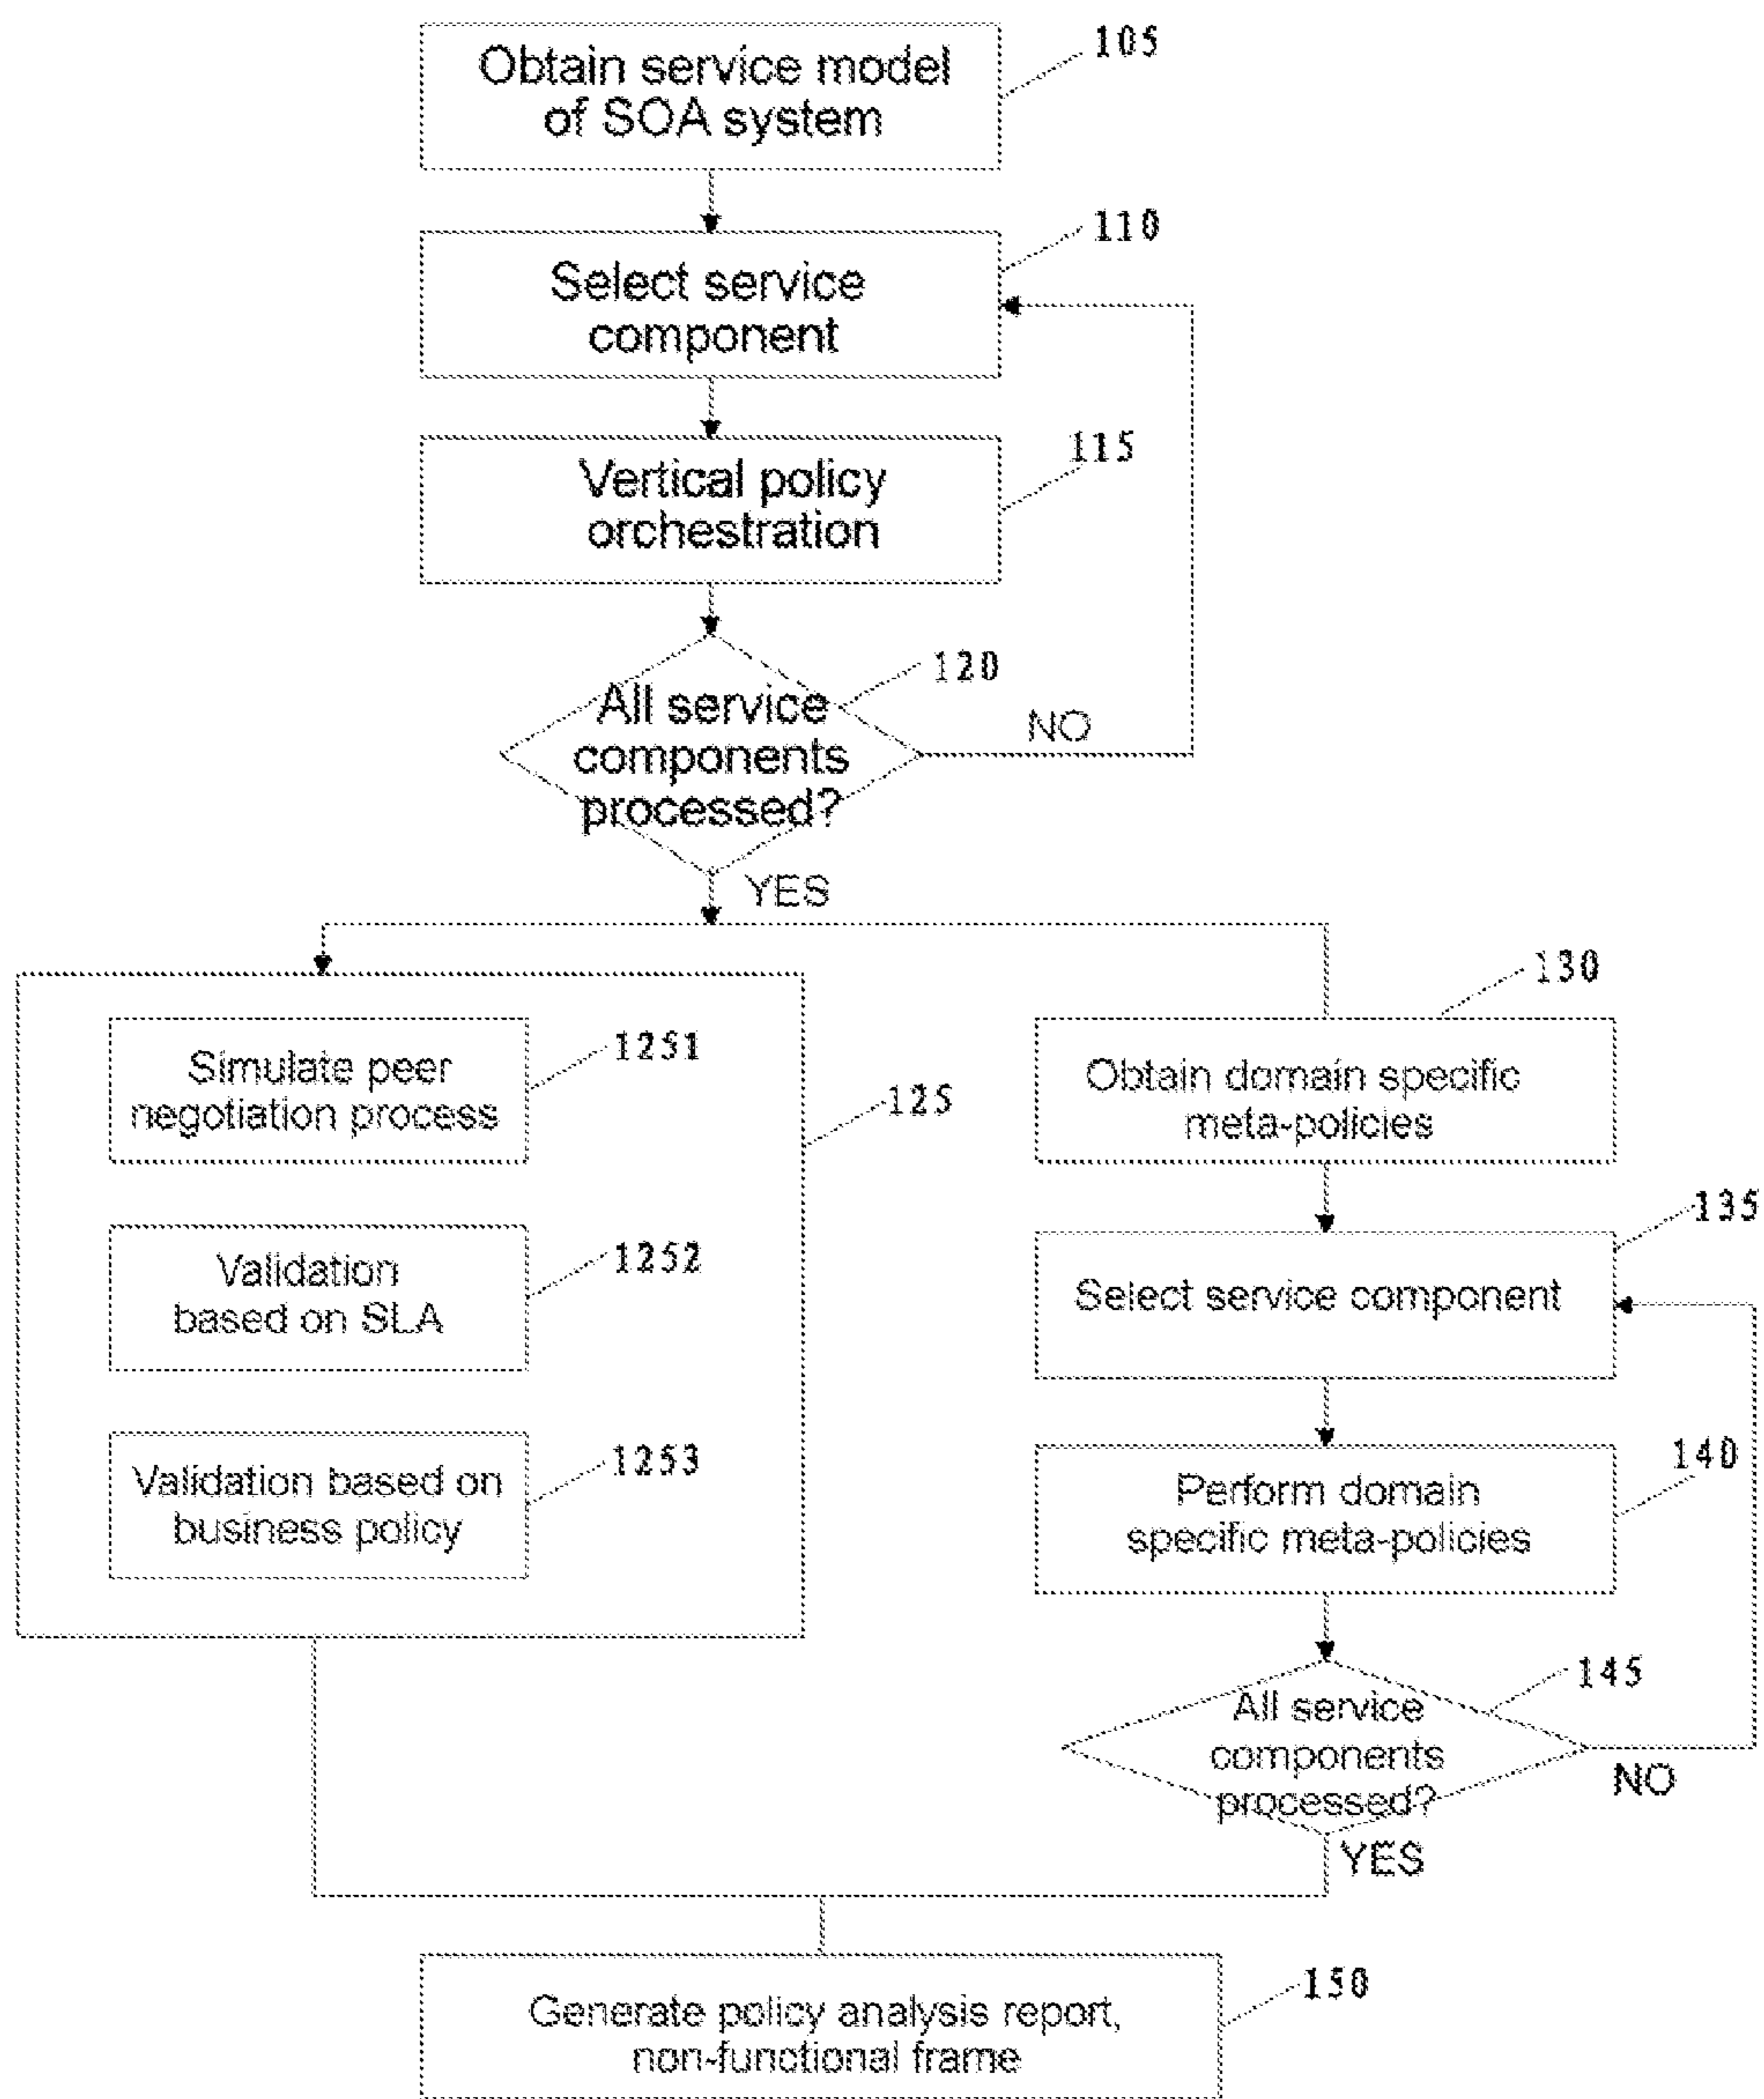 Obtain service model
of SOA system
105
Select service
component
110
Vertical policy
orchestration
115
All service
components
processed?
120
NO
YES
Simulate peer
negotiation process
1251
Validation
based on SLA
1252
Validation based on
business policy
1253
125
Obtain domain specific
meta-policies
130
Select service component
135
Perform domain
specific meta-policies
140
All service
components
processed?
145
NO
YES
Generate policy analysis report,
non-functional frame
150